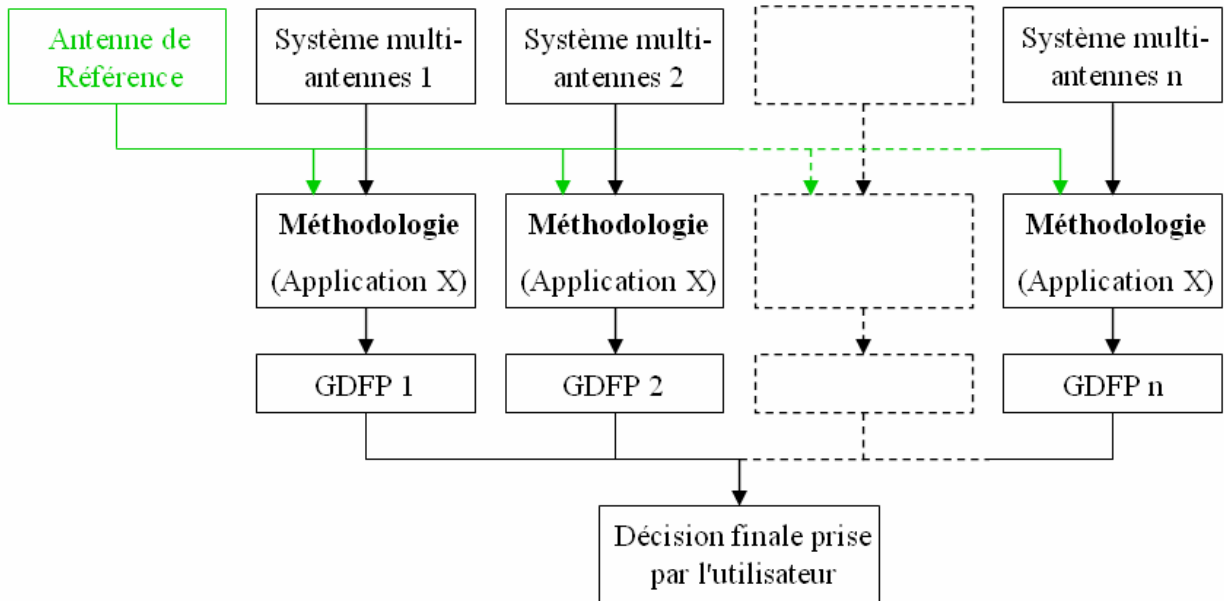 Antenne de
Référence
Système multi-
antennes 1
Système multi-
antennes 2
Système multi-
antennes n
Méthodologie
(Application X)
Méthodologie
(Application X)
Méthodologie
(Application X)
GDFP 1
GDFP 2
GDFP n
Décision finale prise
par l'utilisateur